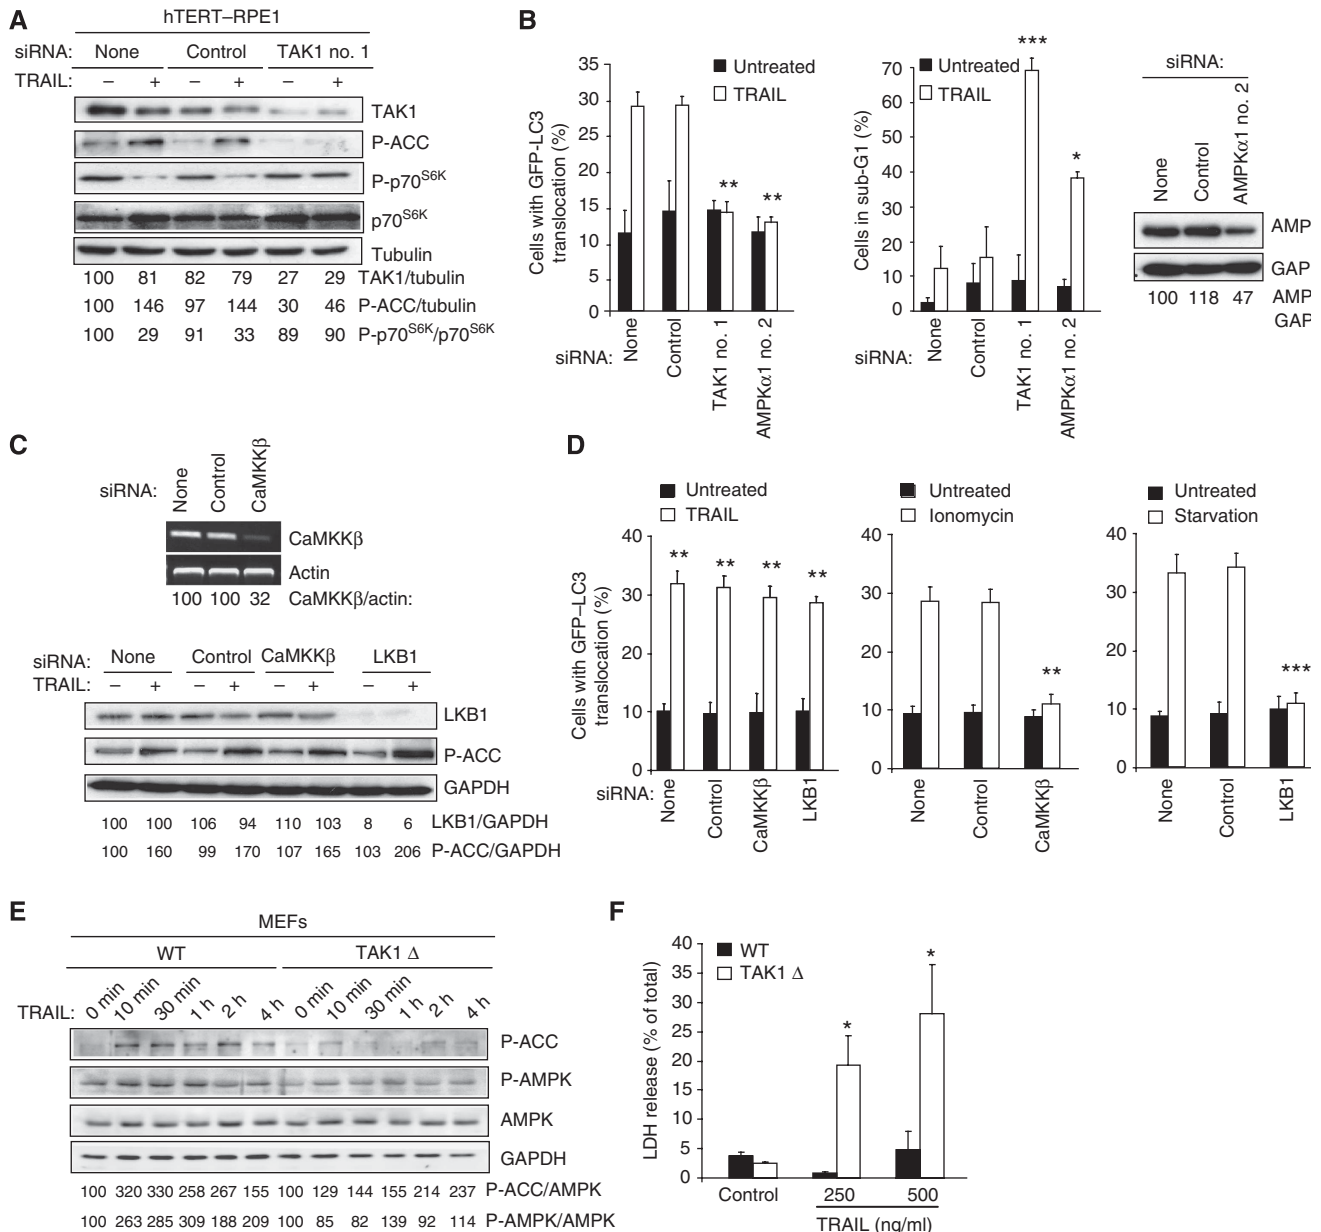 A
hTERT–RPE1
siRNA: None Control TAK1 no. 1
TRAIL: – + – + – +
TAK1
P-ACC
P-p70S6K
p70S6K
Tubulin
100 81 82 79 27 29 TAK1/tubulin
100 146 97 144 30 46 P-ACC/tubulin
100 29 91 33 89 90 P-p70S6K/p70S6K
B
Cells with GFP-LC3
translocation (%)
35
30
25
20
15
10
5
0
Untreated
TRAIL
** **
siRNA: None Control TAK1 no. 1 AMPKα1 no. 2
Cells in sub-G1 (%)
70
60
50
40
30
20
10
0
Untreated
TRAIL
*** *
siRNA: None Control TAK1 no. 1 AMPKα1 no. 2
siRNA:
None Control AMPKα1 no. 2
AMP
GAP
100 118 47 AMP
GAP
C
siRNA: None Control CaMKKβ
CaMKKβ
Actin
100 100 32 CaMKKβ/actin:
siRNA: None Control CaMKKβ LKB1
TRAIL: – + – + – + – +
LKB1
P-ACC
GAPDH
100 100 106 94 110 103 8 6 LKB1/GAPDH
100 160 99 170 107 165 103 206 P-ACC/GAPDH
D
Cells with GFP–LC3
translocation (%)
Untreated
TRAIL
40
30
20
10
0
** ** ** **
siRNA: None Control CaMKKβ LKB1
Untreated
Ionomycin
40
30
20
10
0
**
None Control CaMKKβ
Untreated
Starvation
40
30
20
10
0
***
None Control LKB1
E
MEFs
WT TAK1 Δ
TRAIL: 0 min 10 min 30 min 1 h 2 h 4 h 0 min 10 min 30 min 1 h 2 h 4 h
P-ACC
P-AMPK
AMPK
GAPDH
100 320 330 258 267 155 100 129 144 155 214 237 P-ACC/AMPK
100 263 285 309 188 209 100 85 82 139 92 114 P-AMPK/AMPK
F
LDH release (% of total)
40
35
30
25
20
15
10
5
0
WT
TAK1 Δ
* *
Control 250 500
TRAIL (ng/ml)